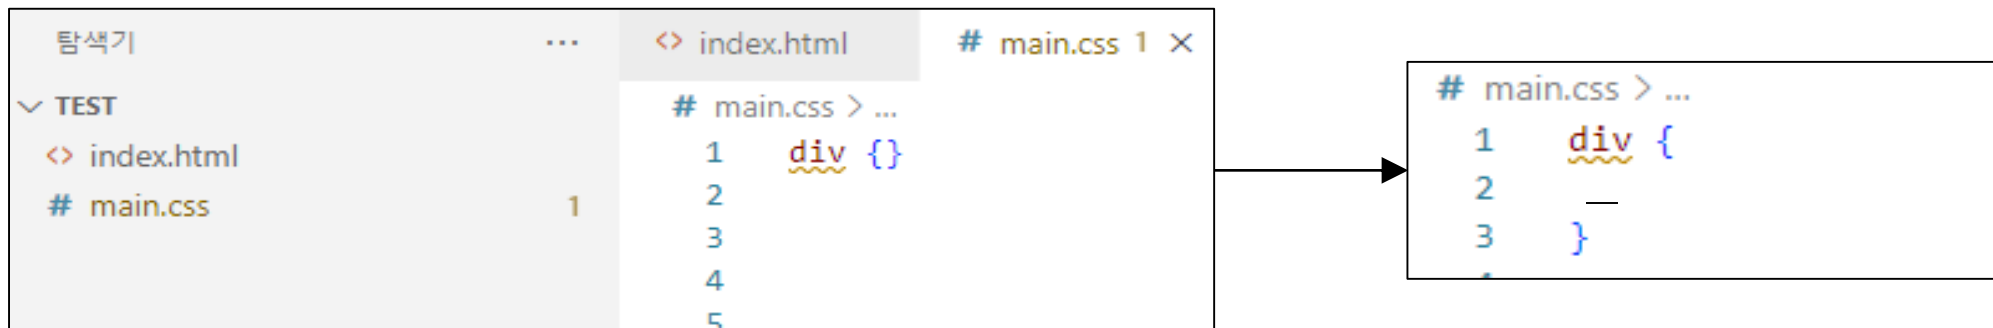 탐색기 ...
TEST
<> index.html
# main.css 1
<> index.html # main.css 1 ×
# main.css > ...
1 div {}
2
3
4
5
# main.css > ...
1 div {
2
3 }